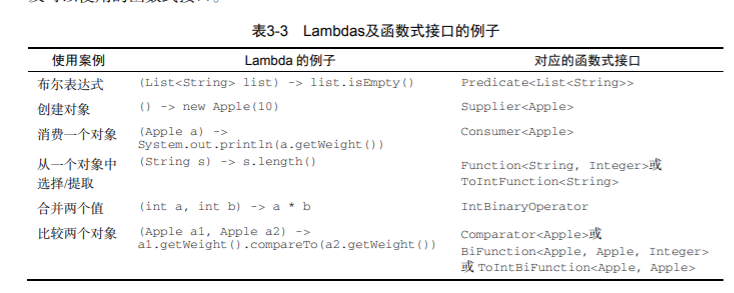 表3-3 Lambdas及函数式接口的例子
使用案例 Lambda 的例子 对应的函数式接口
布尔表达式 (List<String> list) -> list.isEmpty() Predicate<List<String>>
创建对象 () -> new Apple(10) Supplier<Apple>
消费一个对象 (Apple a) -> Consumer<Apple>
System.out.println(a.getWeight())
从一个对象中 (String s) -> s.length() Function<String, Integer>或
选择/提取 ToIntFunction<String>
合并两个值 (int a, int b) -> a * b IntBinaryOperator
比较两个对象 (Apple a1, Apple a2) -> Comparator<Apple>或
a1.getWeight().compareTo(a2.getWeight()) BiFunction<Apple, Apple, Integer>
或 ToIntBiFunction<Apple, Apple>